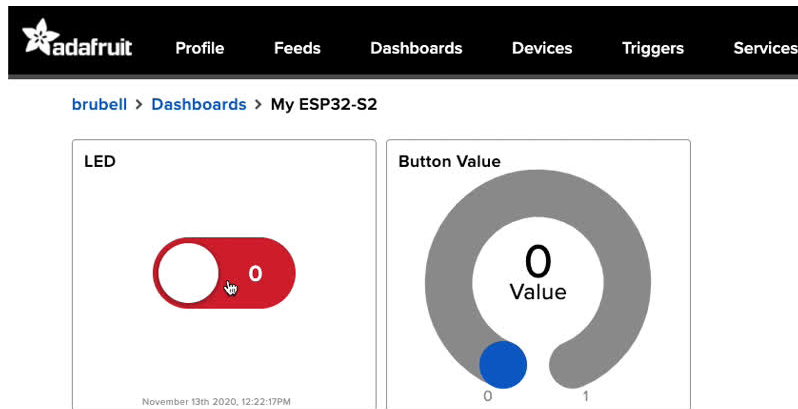 adafruit Profile Feeds Dashboards Devices Triggers Services
brubell > Dashboards > My ESP32-S2
LED
0
November 13th 2020, 12:22:17PM
Button Value
0
Value
0 1